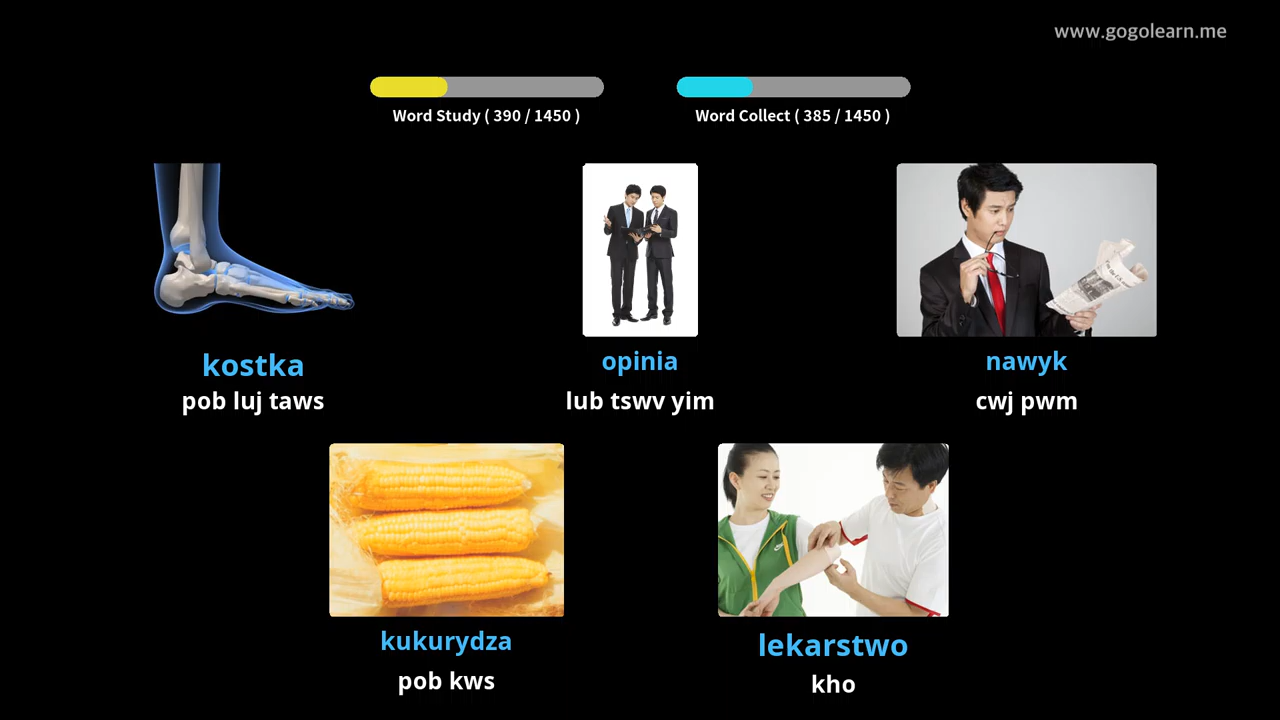 www.gogolearn.me
Word Study ( 390 / 1450 )
Word Collect ( 385 / 1450 )
kostka
pob luj taws
opinia
lub tswv yim
nawyk
cwj pwm
kukurydza
pob kws
lekarstwo
kho